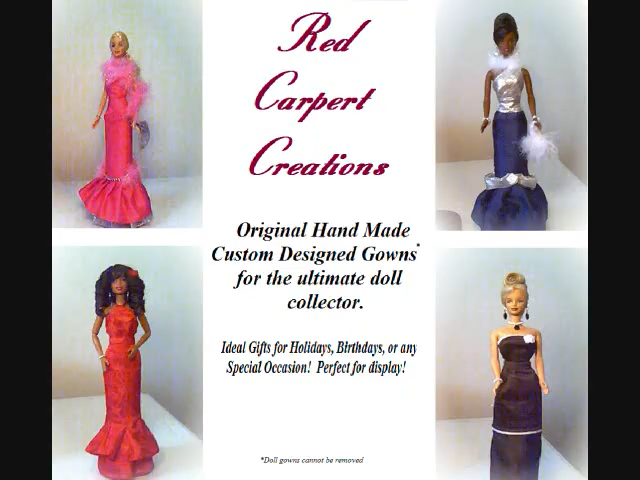 Red
Carpert
Creations
Original Hand Made
Custom Designed Gowns*
for the ultimate doll
collector.
Ideal Gifts for Holidays, Birthdays, or any
Special Occasion! Perfect for display!
*Doll gowns cannot be removed